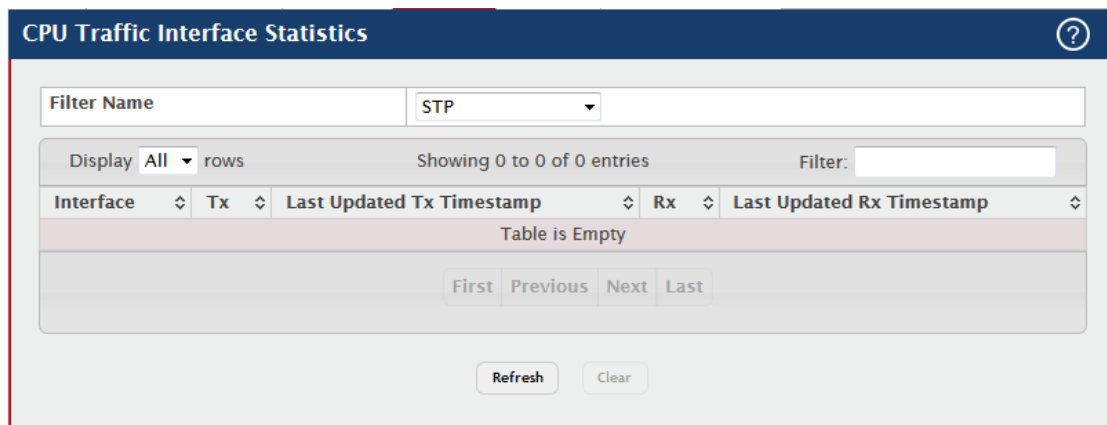 CPU Traffic Interface Statistics ?
Filter Name STP
Display All rows Showing 0 to 0 of 0 entries Filter:
Interface Tx Last Updated Tx Timestamp Rx Last Updated Rx Timestamp
Table is Empty
First Previous Next Last
Refresh Clear